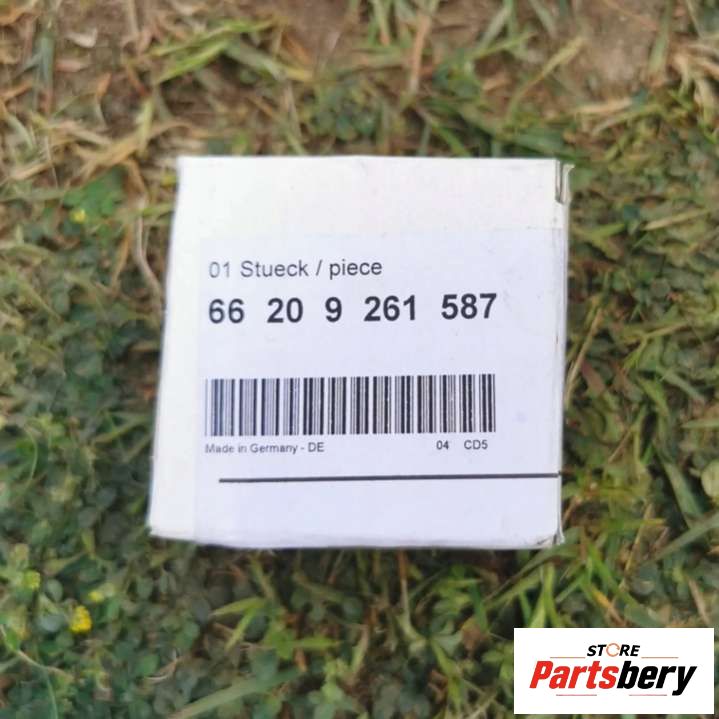 01 Stueck / piece
66 20 9 261 587
Made in Germany - DE 04 CD5
STORE
Partsbery